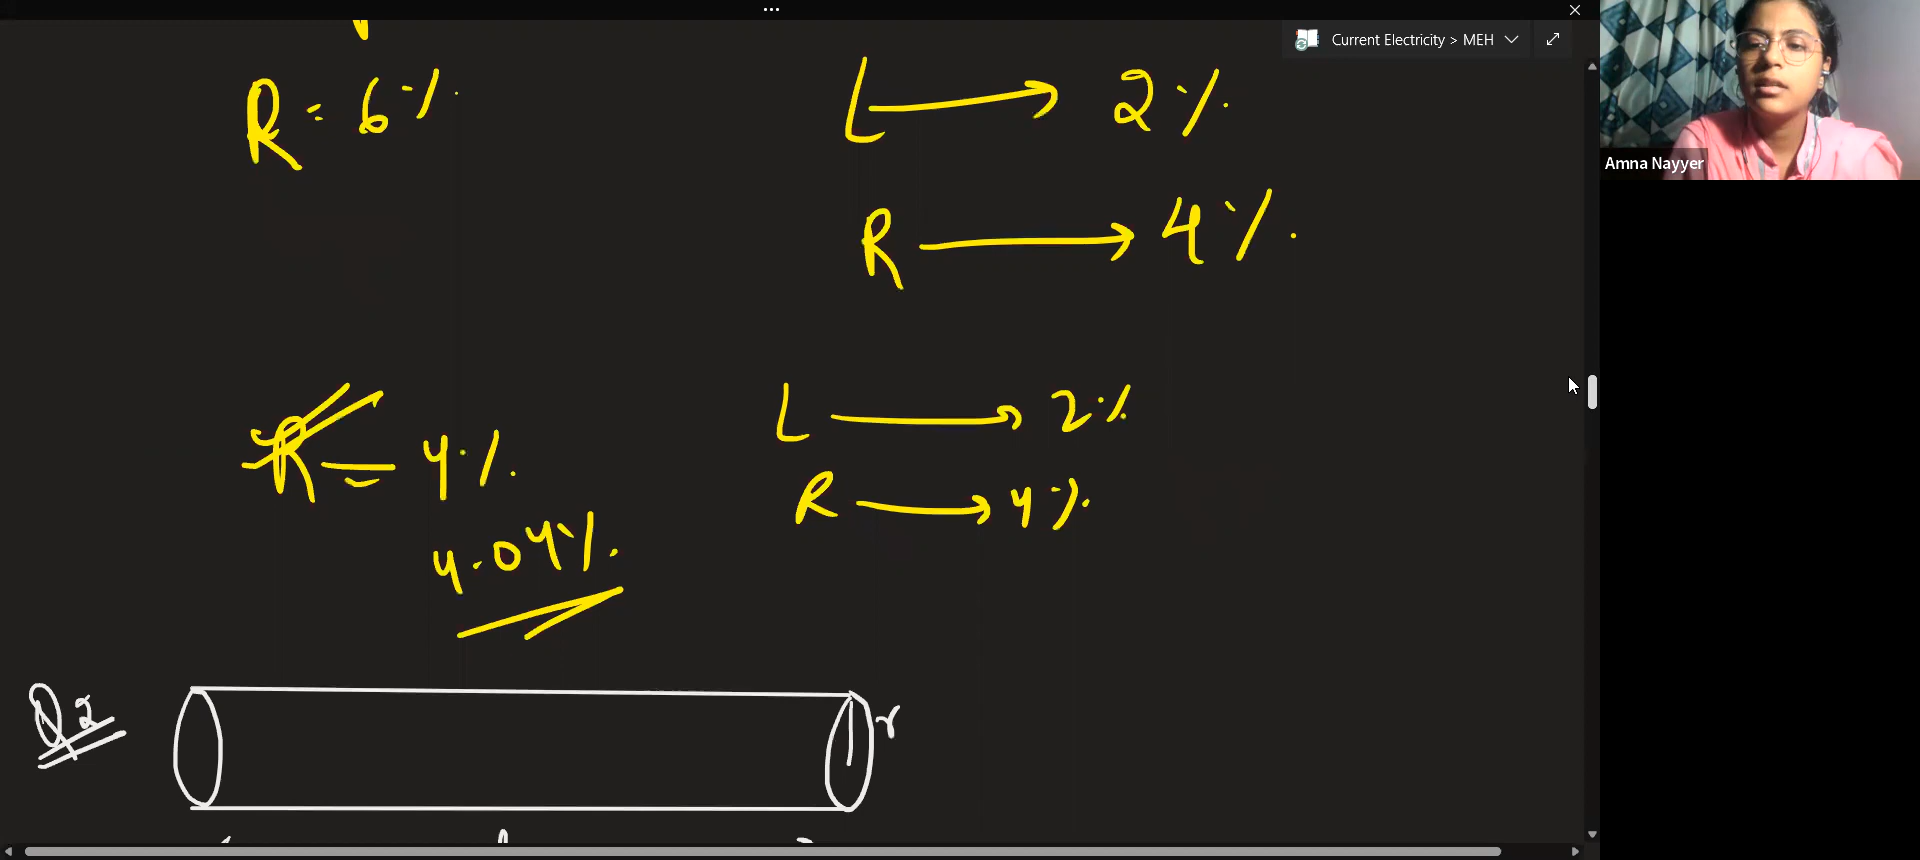 Current Electricity > MEH
Amna Nayyer
R = 6%.
L → 2%.
R → 4%.
R = 4%.
4.04%.
L → 2%.
R → 4%.
Q2
r